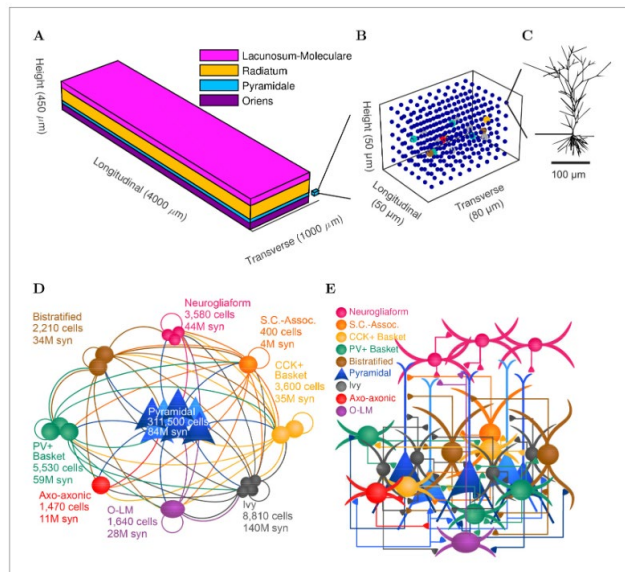 A
Height (450 μm)
Longitudinal (4000 μm)
Transverse (1000 μm)
Lacunosum-Moleculare
Radiatum
Pyramidale
Oriens
B
Height (50 μm)
Longitudinal
(50 μm)
Transverse
(80 μm)
C
100 μm
D
Neurogliaform
3,580 cells
44M syn
Bistratified
2,210 cells
34M syn
S.C.-Assoc.
400 cells
4M syn
CCK+
Basket
3,600 cells
35M syn
Pyramidal
311,500 cells
84M syn
PV+
Basket
5,530 cells
59M syn
Axo-axonic
1,470 cells
11M syn
O-LM
1,640 cells
28M syn
Ivy
8,810 cells
140M syn
E
Neurogliaform
S.C.-Assoc.
CCK+ Basket
PV+ Basket
Bistratified
Pyramidal
Ivy
Axo-axonic
O-LM